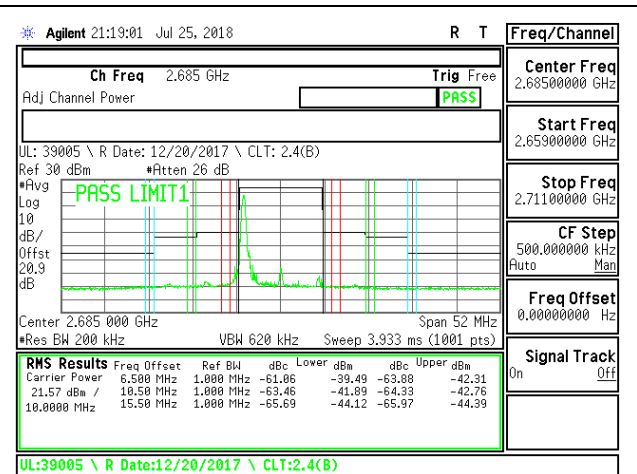 Agilent 21:19:01 Jul 25, 2018 R T
Freq/Channel
Ch Freq 2.685 GHz Trig Free
Adj Channel Power PASS
UL: 39005 \ R Date: 12/20/2017 \ CLT: 2.4(B)
Ref 30 dBm #Atten 26 dB
#Avg
Log
10
dB/
Offst
20.9
dB
PASS LIMIT1
Center 2.685 000 GHz Span 52 MHz
#Res BW 200 kHz VBW 620 kHz Sweep 3.933 ms (1001 pts)
RMS Results Freq Offset Ref BW dBc Lower dBm dBc Upper dBm
Carrier Power 6.500 MHz 1.000 MHz -61.06 -39.49 -63.88 -42.31
21.57 dBm / 10.50 MHz 1.000 MHz -63.46 -41.89 -64.33 -42.76
10.0000 MHz 15.50 MHz 1.000 MHz -65.69 -44.12 -65.97 -44.39
UL:39005 \ R Date:12/20/2017 \ CLT:2.4(B)
Center Freq
2.68500000 GHz
Start Freq
2.65900000 GHz
Stop Freq
2.71100000 GHz
CF Step
500.000000 kHz
Auto Man
Freq Offset
0.00000000 Hz
Signal Track
On Off